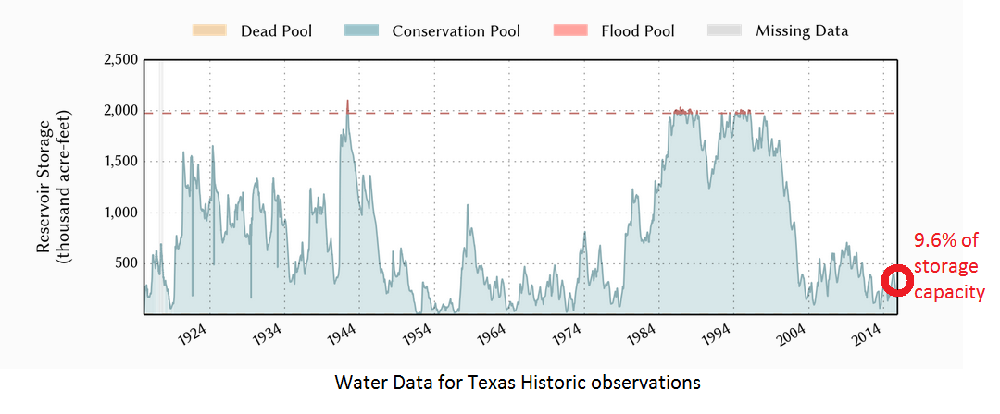 Dead Pool Conservation Pool Flood Pool Missing Data
Reservoir Storage
(thousand acre-feet)
2,500
2,000
1,500
1,000
500
1924 1934 1944 1954 1964 1974 1984 1994 2004 2014
9.6% of
storage
capacity
Water Data for Texas Historic observations